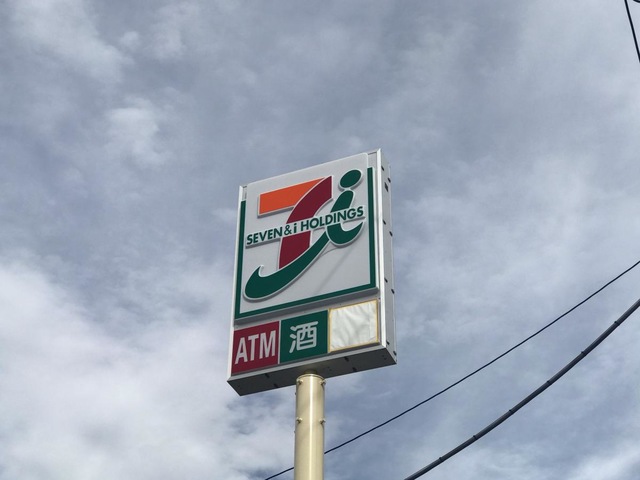 SEVEN & i HOLDINGS
ATM 酒